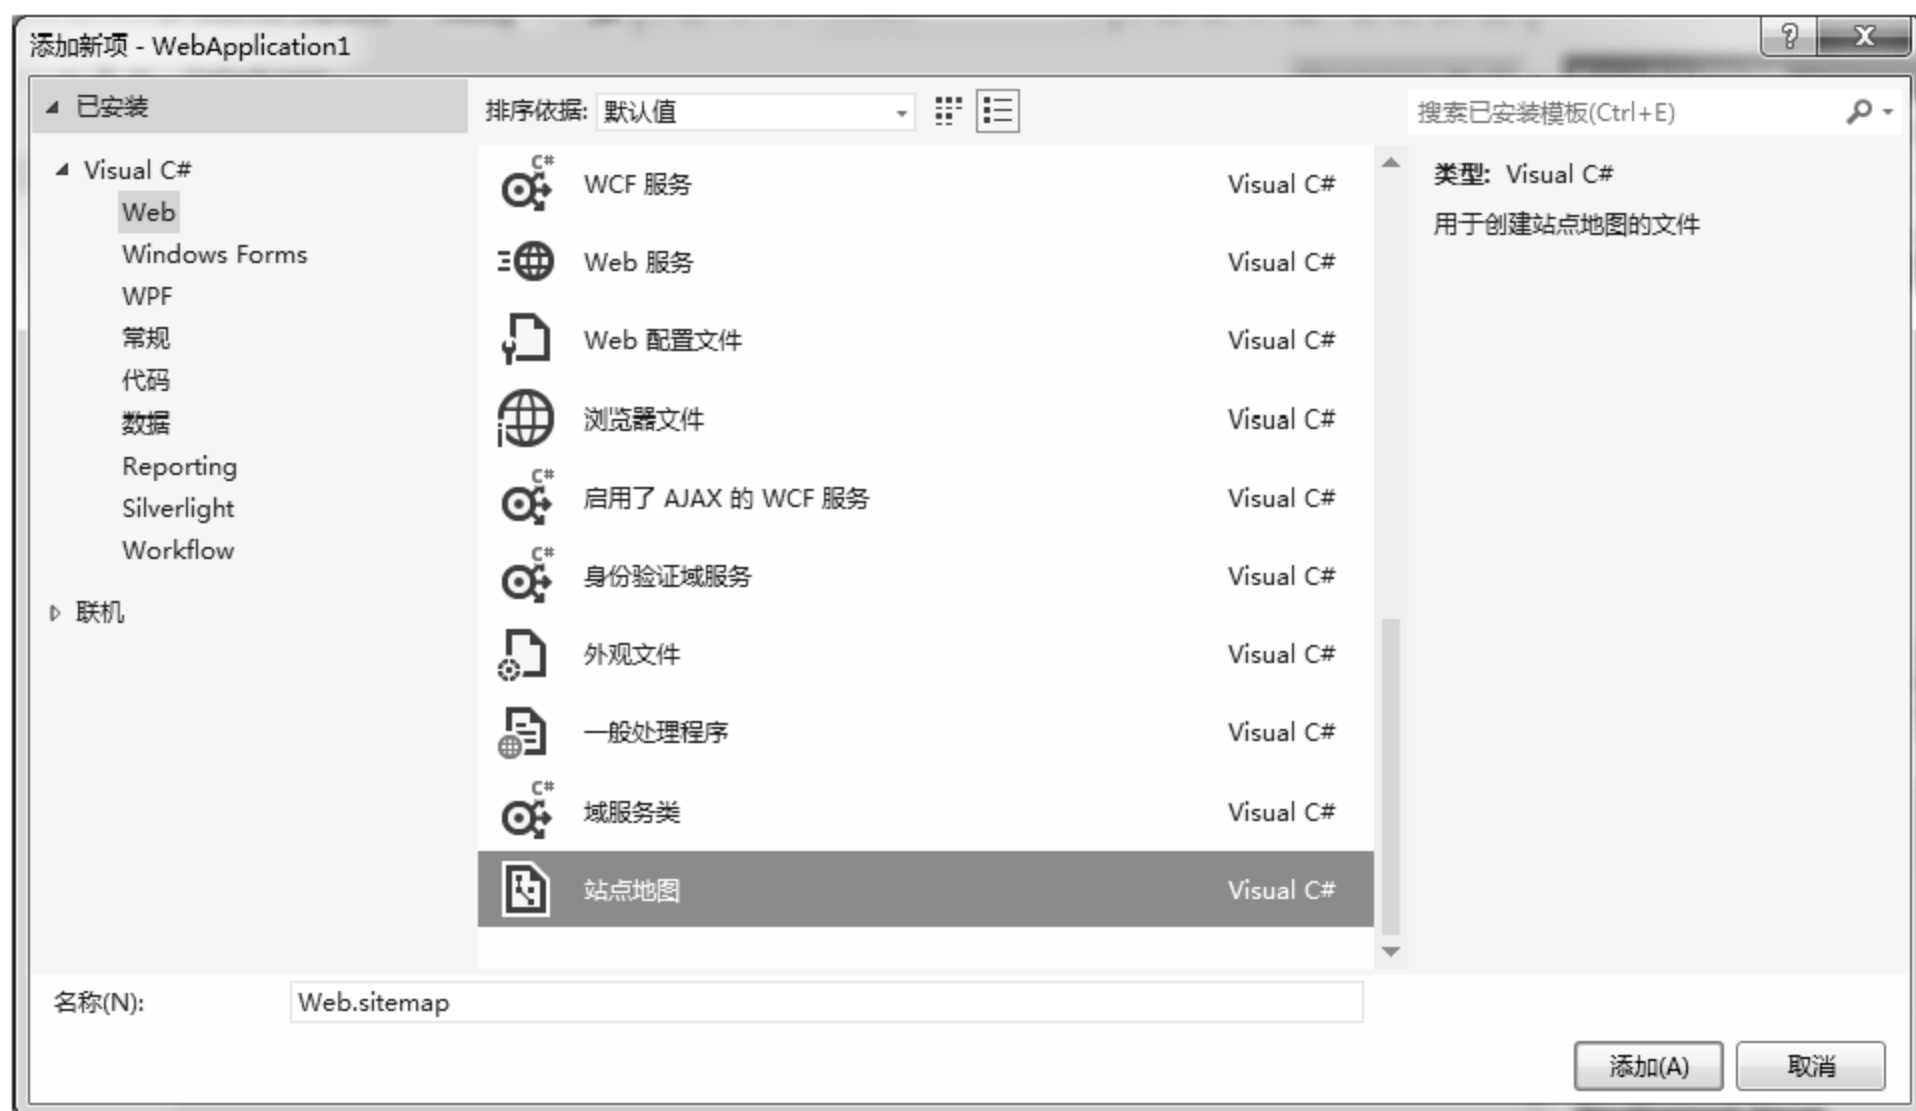 添加新项 - WebApplication1
已安装
排序依据: 默认值
搜索已安装模板(Ctrl+E)
Visual C#
Web
Windows Forms
WPF
常规
代码
数据
Reporting
Silverlight
Workflow
联机
C#
WCF 服务 Visual C#
Web 服务 Visual C#
Web 配置文件 Visual C#
浏览器文件 Visual C#
C#
启用了 AJAX 的 WCF 服务 Visual C#
C#
身份验证域服务 Visual C#
外观文件 Visual C#
一般处理程序 Visual C#
C#
域服务类 Visual C#
站点地图 Visual C#
类型: Visual C#
用于创建站点地图的文件
名称(N): Web.sitemap
添加(A) 取消